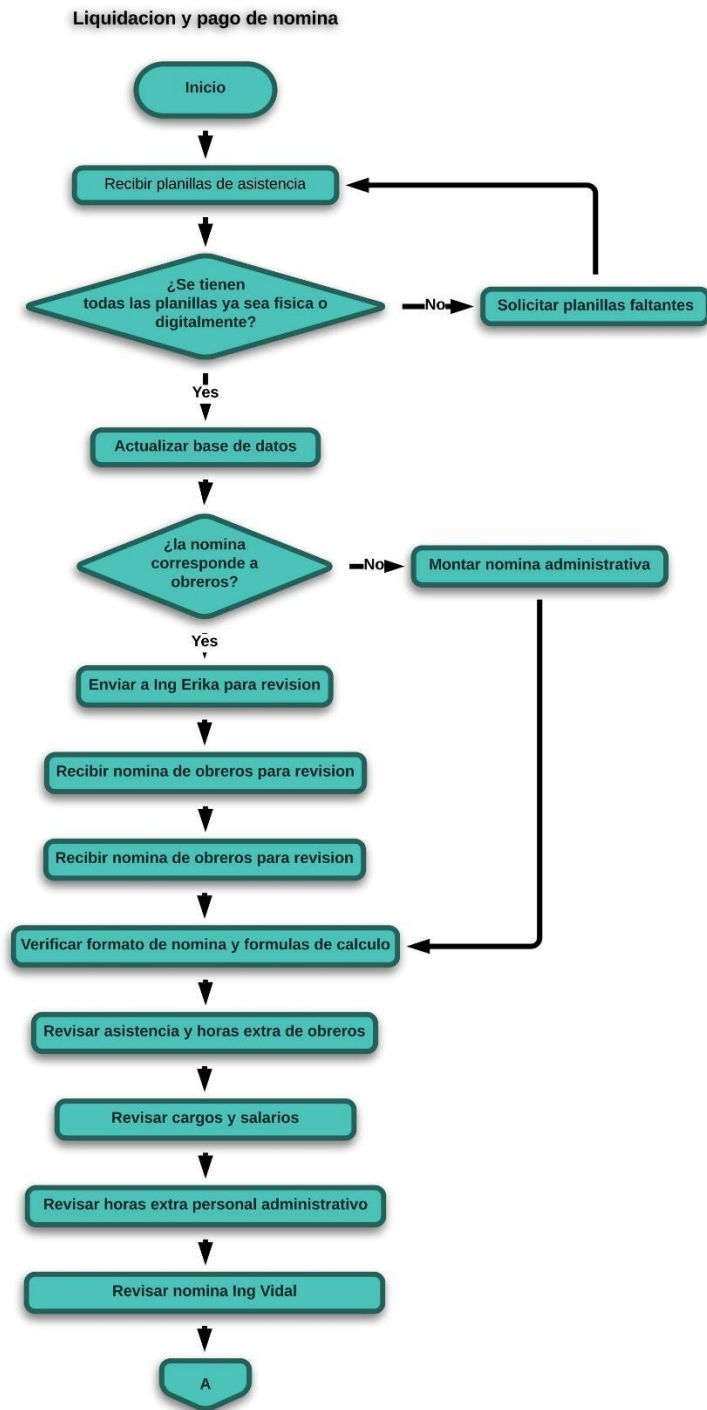 Liquidacion y pago de nomina
Inicio
Recibir planillas de asistencia
¿Se tienen
todas las planillas ya sea fisica o
digitalmente?
No
Solicitar planillas faltantes
Yes
Actualizar base de datos
¿la nomina
corresponde a
obreros?
No
Montar nomina administrativa
Yes
Enviar a Ing Erika para revision
Recibir nomina de obreros para revision
Recibir nomina de obreros para revision
Verificar formato de nomina y formulas de calculo
Revisar asistencia y horas extra de obreros
Revisar cargos y salarios
Revisar horas extra personal administrativo
Revisar nomina Ing Vidal
A